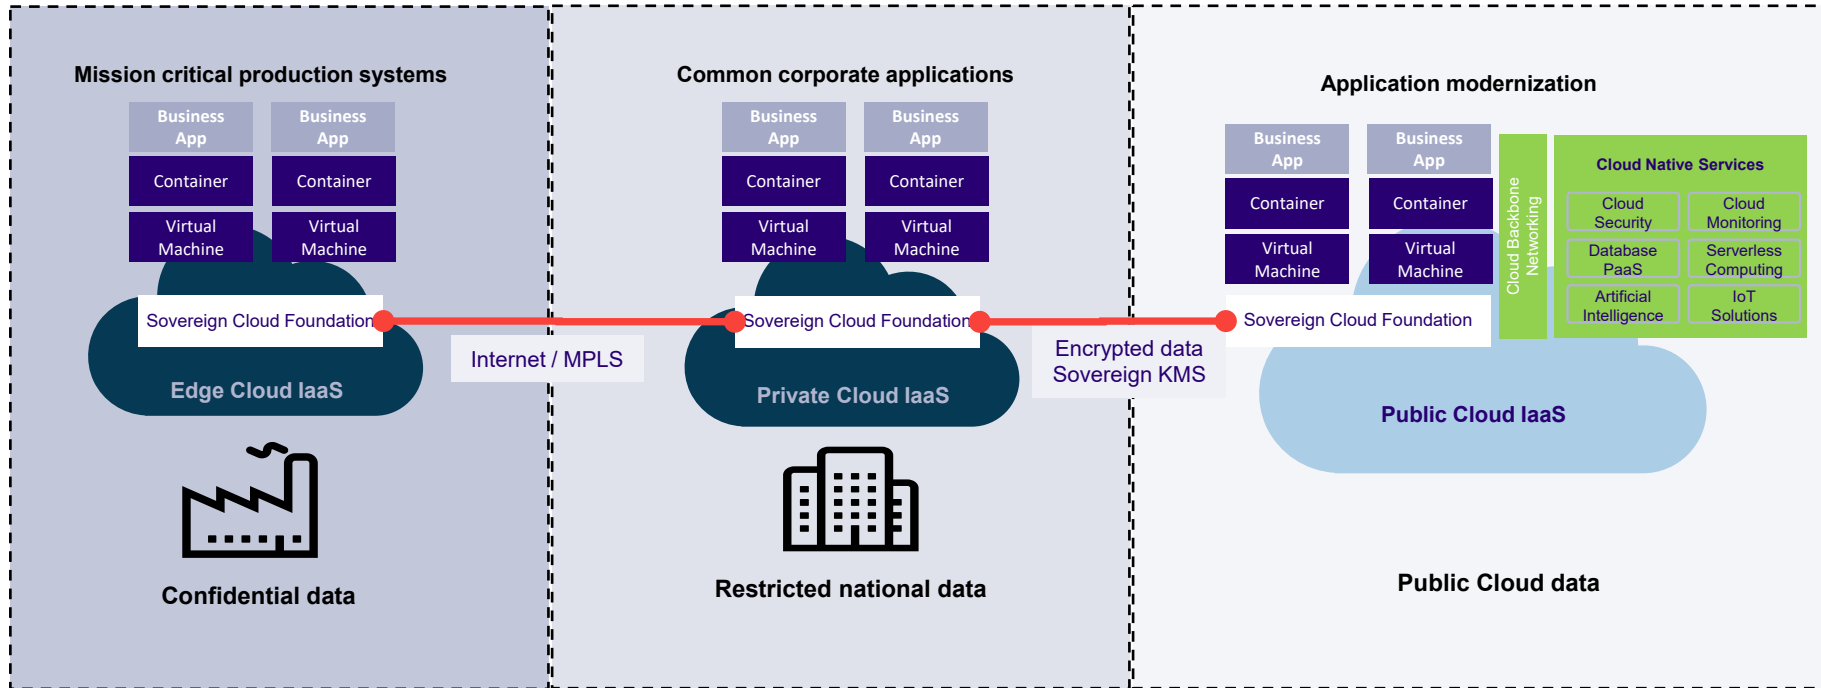 Mission critical production systems
Business
App
Business
App
Container
Container
Virtual
Machine
Virtual
Machine
Sovereign Cloud Foundation
Edge Cloud IaaS
Confidential data
Internet / MPLS
Common corporate applications
Business
App
Business
App
Container
Container
Virtual
Machine
Virtual
Machine
Sovereign Cloud Foundation
Private Cloud IaaS
Restricted national data
Encrypted data
Sovereign KMS
Application modernization
Business
App
Business
App
Container
Container
Virtual
Machine
Virtual
Machine
Sovereign Cloud Foundation
Cloud Backbone
Networking
Cloud Native Services
Cloud
Security
Cloud
Monitoring
Database
PaaS
Serverless
Computing
Artificial
Intelligence
IoT
Solutions
Public Cloud IaaS
Public Cloud data